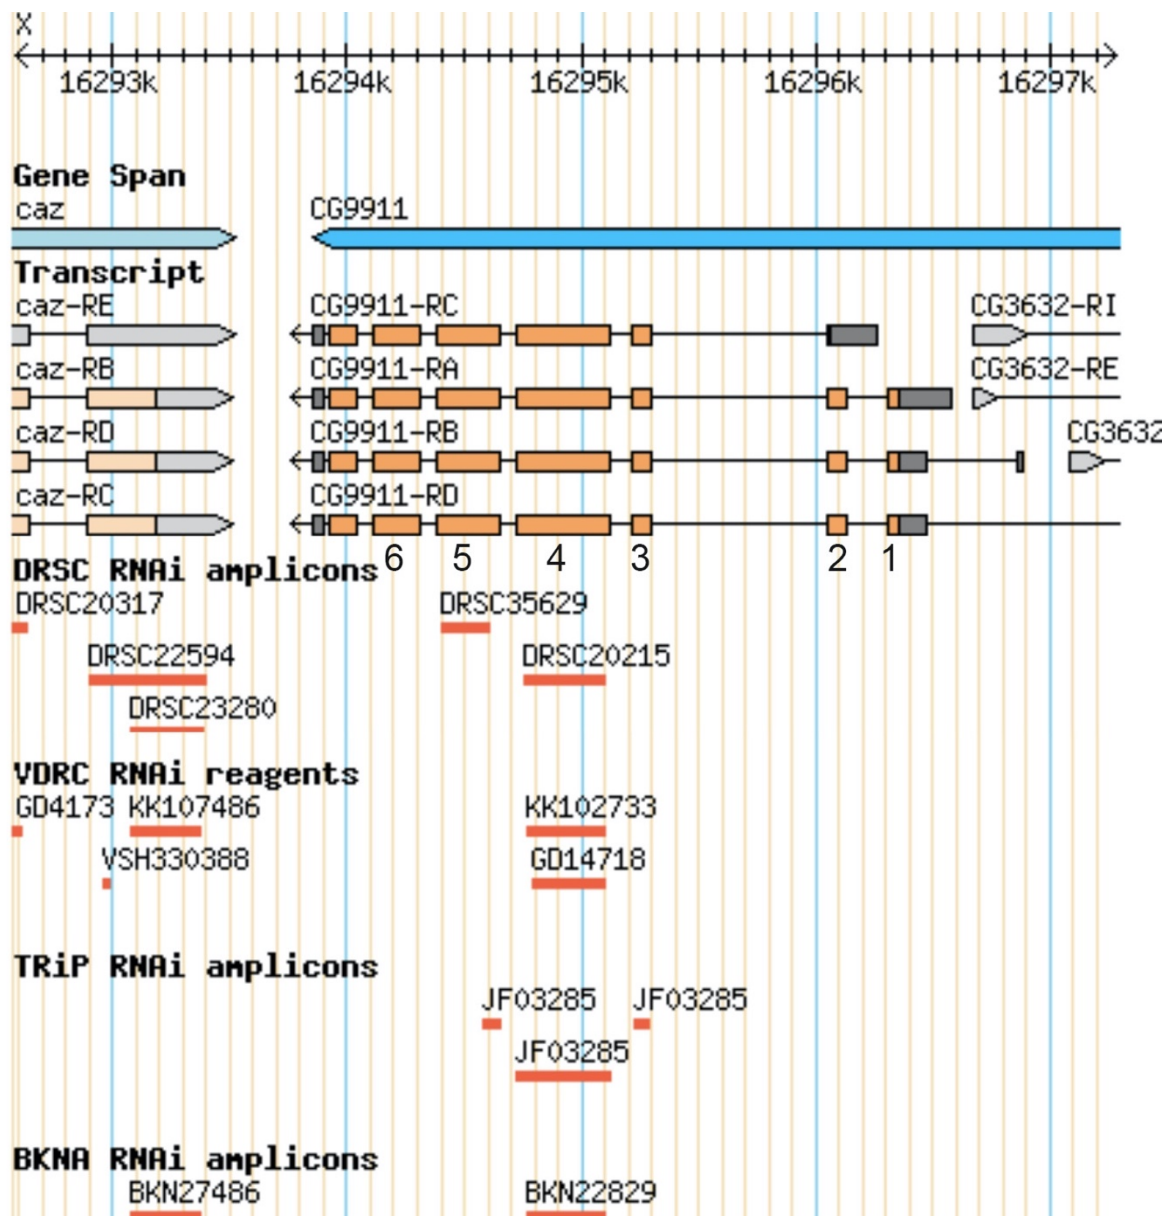 X
16293k 16294k 16295k 16296k 16297k
Gene Span
caz CG9911
Transcript
caz-RE CG9911-RC CG3632-RI
caz-RB CG9911-RA CG3632-RE
caz-RD CG9911-RB CG3632
caz-RC CG9911-RD
6 5 4 3 2 1
DRSC RNAi amplicons
DRSC20317 DRSC35629
DRSC22594 DRSC20215
DRSC23280
VDRC RNAi reagents
GD4173 KK107486 KK102733
VSH330388 GD14718
TRiP RNAi amplicons
JF03285 JF03285
JF03285
BKNA RNAi amplicons
BKN27486 BKN22829